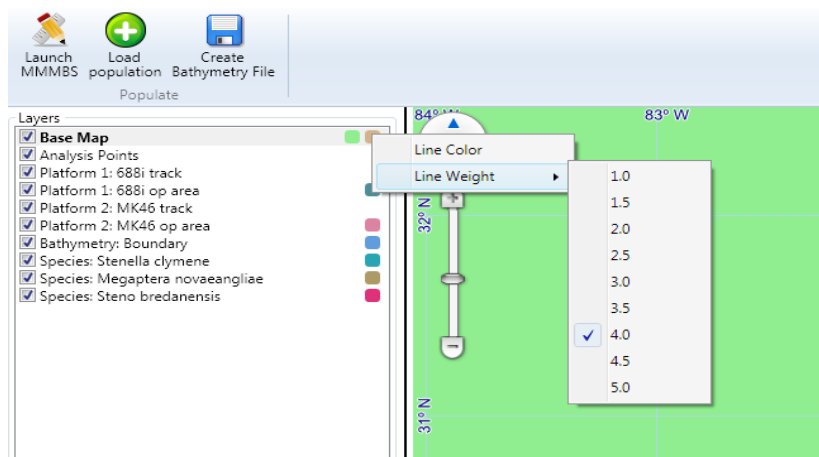 Launch
MMMBS
Load
population
Create
Bathymetry File
Populate
Layers
Base Map
Analysis Points
Platform 1: 688i track
Platform 1: 688i op area
Platform 2: MK46 track
Platform 2: MK46 op area
Bathymetry: Boundary
Species: Stenella clymene
Species: Megaptera novaeangliae
Species: Steno bredanensis
83° W
Line Color
Line Weight
1.0
1.5
2.0
2.5
3.0
3.5
4.0
4.5
5.0
32° N
31° N